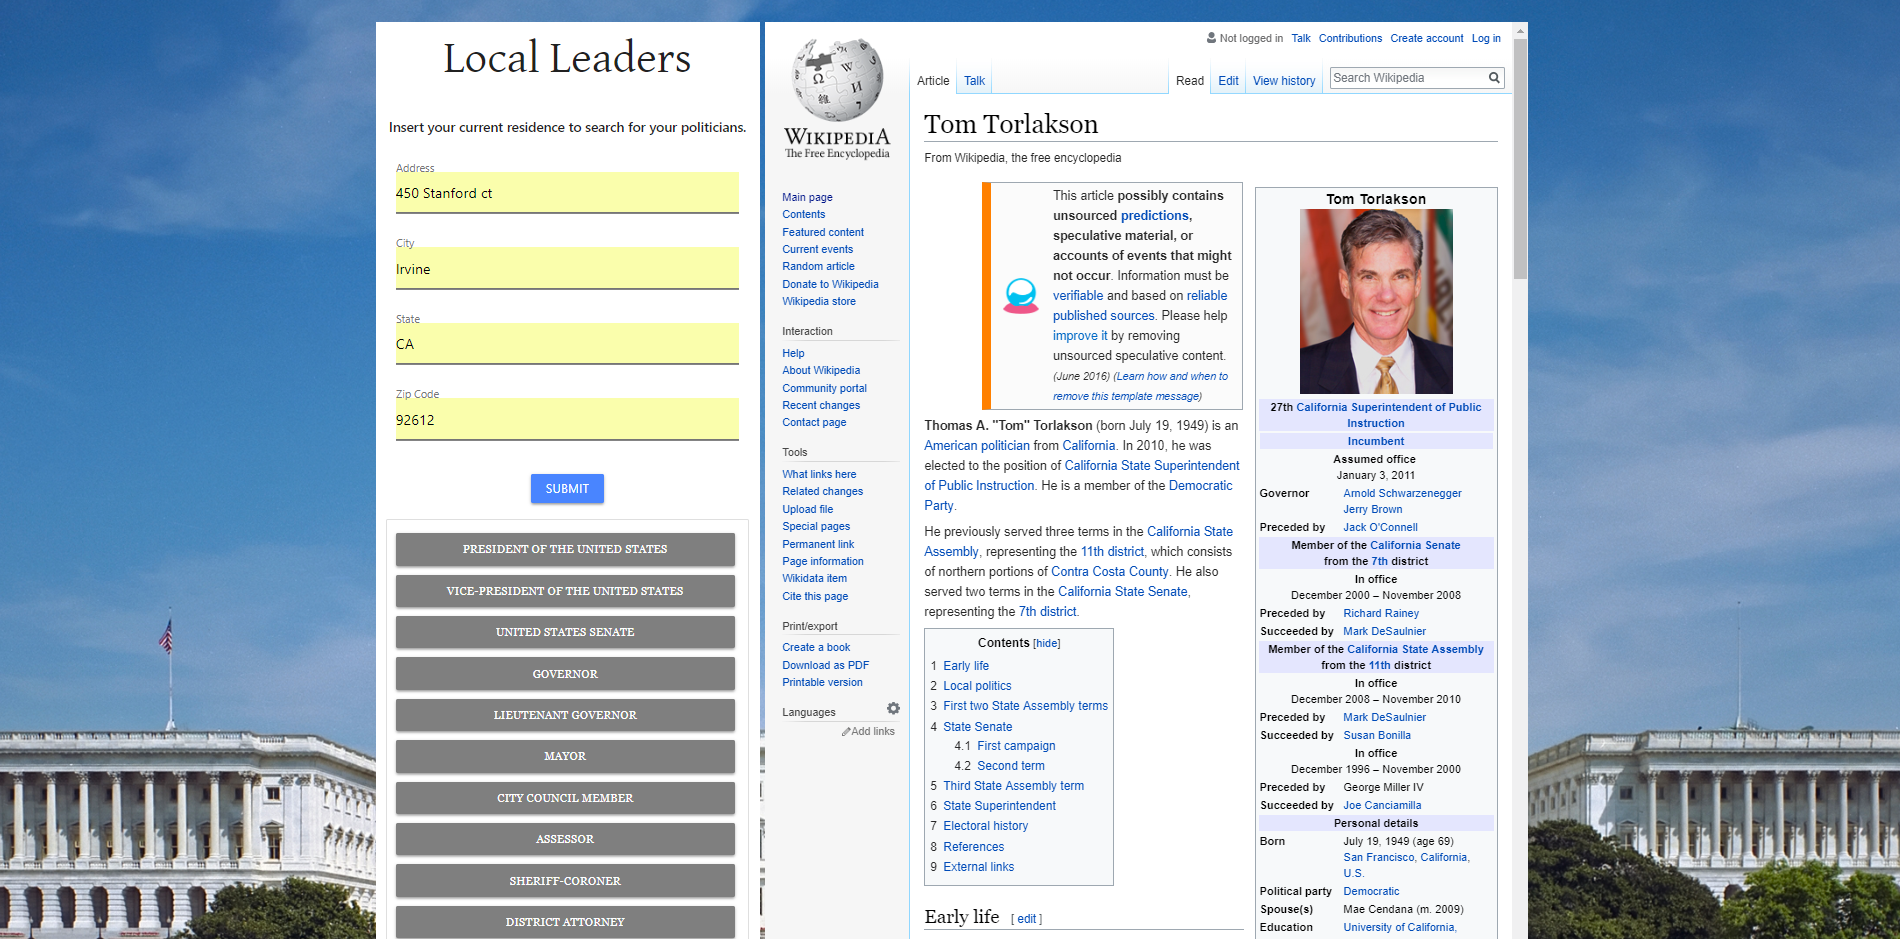 Local Leaders
Insert your current residence to search for your politicians.
Address
450 Stanford ct
City
Irvine
State
CA
Zip Code
92612
SUBMIT
PRESIDENT OF THE UNITED STATES
VICE-PRESIDENT OF THE UNITED STATES
UNITED STATES SENATE
GOVERNOR
LIEUTENANT GOVERNOR
MAYOR
CITY COUNCIL MEMBER
ASSESSOR
SHERIFF-CORONER
DISTRICT ATTORNEY
WIKIPEDIA
The Free Encyclopedia
Main page
Contents
Featured content
Current events
Random article
Donate to Wikipedia
Wikipedia store
Interaction
Help
About Wikipedia
Community portal
Recent changes
Contact page
Tools
What links here
Related changes
Upload file
Special pages
Permanent link
Page information
Wikidata item
Cite this page
Print/export
Create a book
Download as PDF
Printable version
Languages
Add links
Not logged in Talk Contributions Create account Log in
Article Talk Read Edit View history Search Wikipedia
Tom Torlakson
From Wikipedia, the free encyclopedia
This article possibly contains
unsourced predictions,
speculative material, or
accounts of events that might
not occur. Information must be
verifiable and based on reliable
published sources. Please help
improve it by removing
unsourced speculative content.
(June 2016) (Learn how and when to
remove this template message)
Thomas A. "Tom" Torlakson (born July 19, 1949) is an
American politician from California. In 2010, he was
elected to the position of California State Superintendent
of Public Instruction. He is a member of the Democratic
Party.
He previously served three terms in the California State
Assembly, representing the 11th district, which consists
of northern portions of Contra Costa County. He also
served two terms in the California State Senate,
representing the 7th district.
Contents [hide]
1 Early life
2 Local politics
3 First two State Assembly terms
4 State Senate
4.1 First campaign
4.2 Second term
5 Third State Assembly term
6 State Superintendent
7 Electoral history
8 References
9 External links
Early life [ edit ]
Tom Torlakson
27th California Superintendent of Public
Instruction
Incumbent
Assumed office
January 3, 2011
Governor Arnold Schwarzenegger
Jerry Brown
Preceded by Jack O'Connell
Member of the California Senate
from the 7th district
In office
December 2000 – November 2008
Preceded by Richard Rainey
Succeeded by Mark DeSaulnier
Member of the California State Assembly
from the 11th district
In office
December 2008 – November 2010
Preceded by Mark DeSaulnier
Succeeded by Susan Bonilla
In office
December 1996 – November 2000
Preceded by George Miller IV
Succeeded by Joe Canciamilla
Personal details
Born July 19, 1949 (age 69)
San Francisco, California,
U.S.
Political party Democratic
Spouse(s) Mae Cendana (m. 2009)
Education University of California,